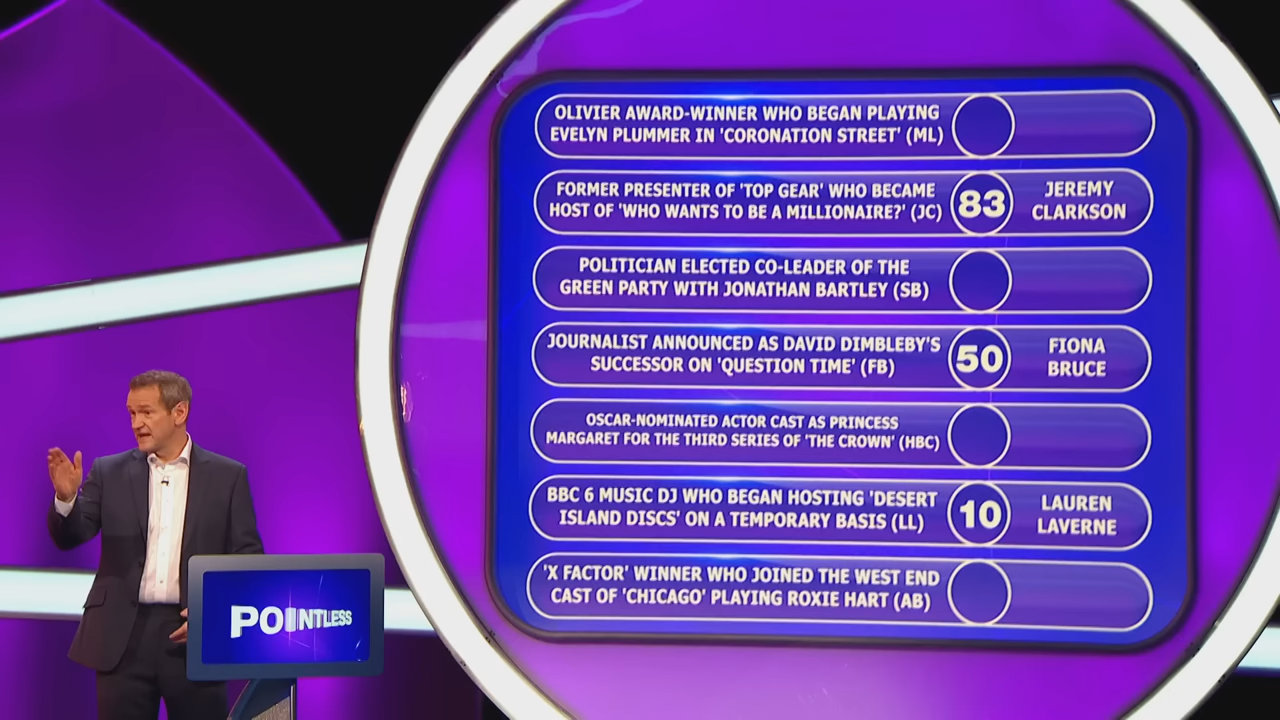 OLIVIER AWARD-WINNER WHO BEGAN PLAYING
EVELYN PLUMMER IN 'CORONATION STREET' (ML)
FORMER PRESENTER OF 'TOP GEAR' WHO BECAME
HOST OF 'WHO WANTS TO BE A MILLIONAIRE?' (JC)
83
JEREMY
CLARKSON
POLITICIAN ELECTED CO-LEADER OF THE
GREEN PARTY WITH JONATHAN BARTLEY (SB)
JOURNALIST ANNOUNCED AS DAVID DIMBLEBY'S
SUCCESSOR ON 'QUESTION TIME' (FB)
50
FIONA
BRUCE
OSCAR-NOMINATED ACTOR CAST AS PRINCESS
MARGARET FOR THE THIRD SERIES OF 'THE CROWN' (HBC)
BBC 6 MUSIC DJ WHO BEGAN HOSTING 'DESERT
ISLAND DISCS' ON A TEMPORARY BASIS (LL)
10
LAUREN
LAVERNE
'X FACTOR' WINNER WHO JOINED THE WEST END
CAST OF 'CHICAGO' PLAYING ROXIE HART (AB)
POINTLESS